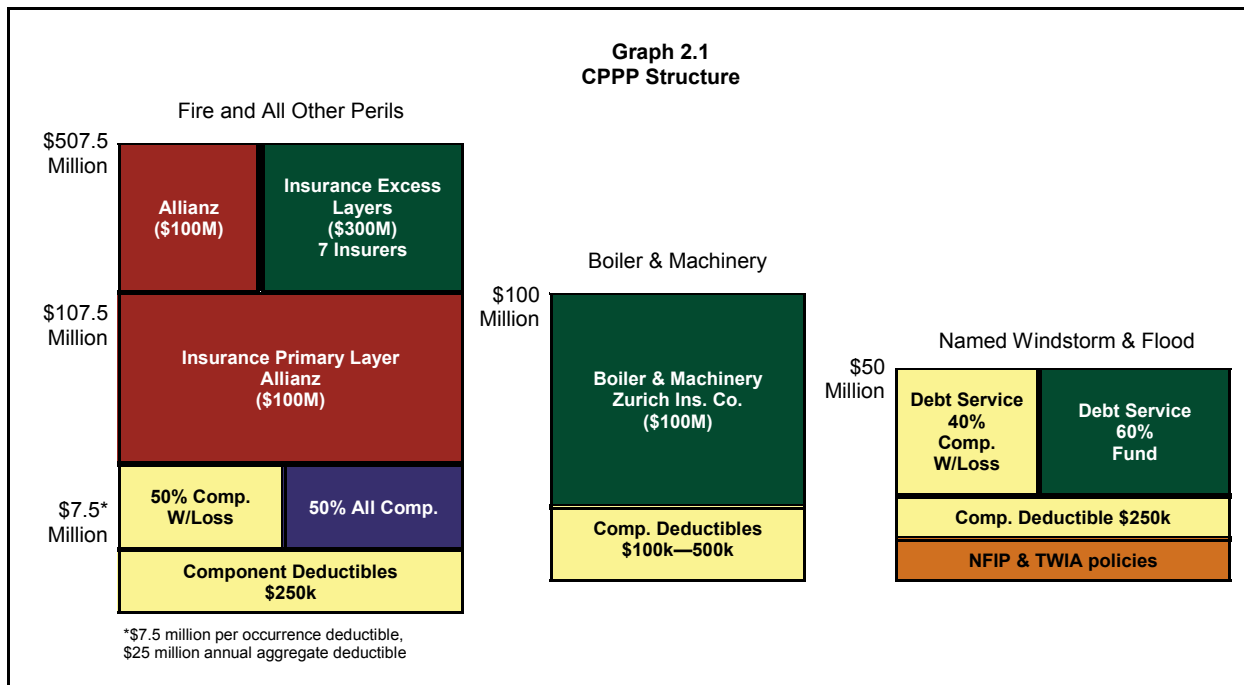 Graph 2.1
CPPP Structure
Fire and All Other Perils
$507.5
Million
Allianz
($100M)
Insurance Excess
Layers
($300M)
7 Insurers
$107.5
Million
Insurance Primary Layer
Allianz
($100M)
$7.5*
Million
50% Comp.
W/Loss
50% All Comp.
Component Deductibles
$250k
*$7.5 million per occurrence deductible,
$25 million annual aggregate deductible
Boiler & Machinery
$100
Million
Boiler & Machinery
Zurich Ins. Co.
($100M)
Comp. Deductibles
$100k—500k
Named Windstorm & Flood
$50
Million
Debt Service
40%
Comp.
W/Loss
Debt Service
60%
Fund
Comp. Deductible $250k
NFIP & TWIA policies